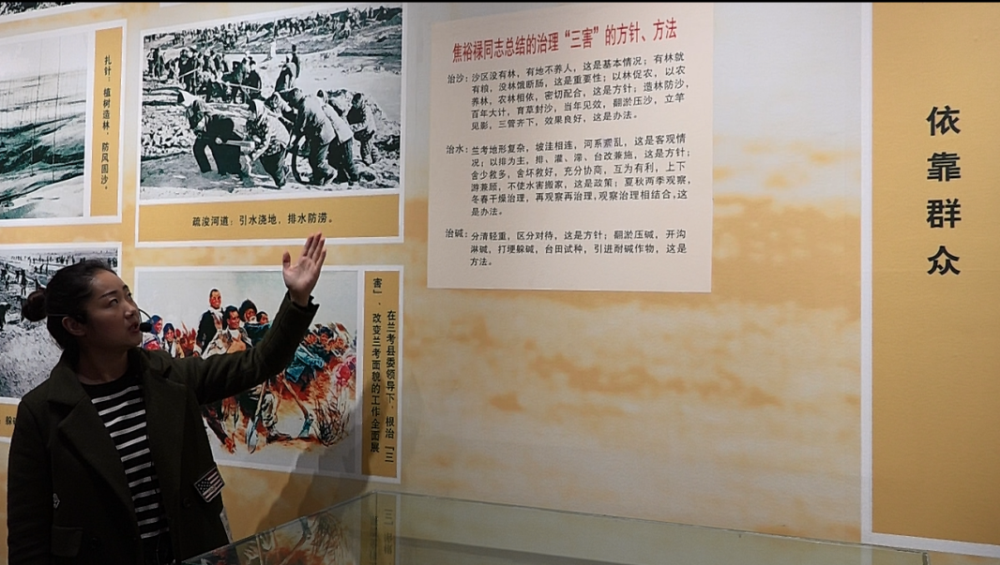 扎针：植树造林，防风固沙。
疏浚河道：引水浇地，排水防涝。
在兰考县委领导下，根治“三
害”、改变兰考面貌的工作全面展
焦裕禄同志总结的治理“三害”的方针、方法
治沙：沙区没有林，有地不养人，这是基本情况；有林就
有粮，没林饿断肠，这是重要性；以林促农，以农
养林，农林相依，密切配合，这是方针；造林防沙，
百年大计，育草封沙，当年见效，翻淤压沙，立竿
见影，三管齐下，效果良好，这是办法。
治水：兰考地形复杂，坡洼相连，河系紊乱，这是客观情
况；以排为主，排、灌、滞、台改兼施，这是方针；
舍少救多，舍坏救好，充分协商，互为有利，上下
游兼顾，不使水害搬家，这是政策；夏秋两季观察，
冬春干燥治理，再观察再治理，观察治理相结合，这
是办法。
治碱：分清轻重，区分对待，这是方针；翻淤压碱，开沟
淋碱，打埂躲碱，台田试种，引进耐碱作物，这是
方法。
依靠群众